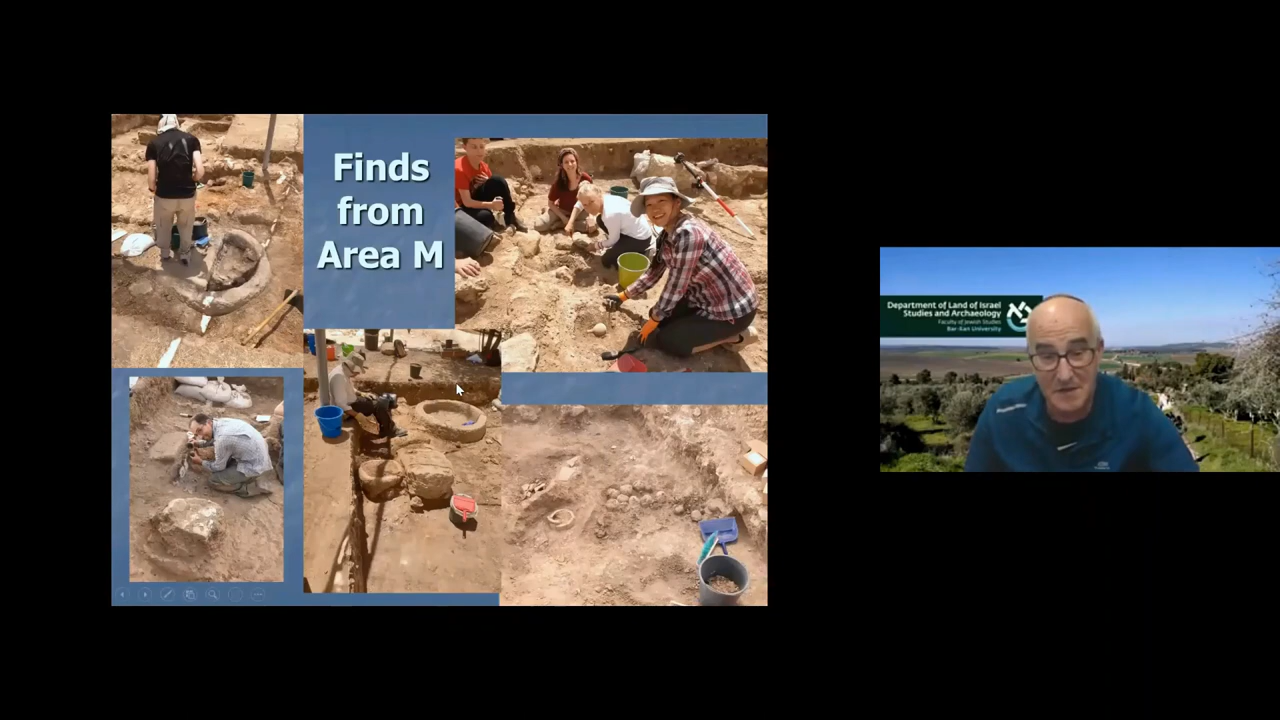 Finds
from
Area M
Department of Land of Israel
Studies and Archaeology
Faculty of Jewish Studies
Bar-Ilan University